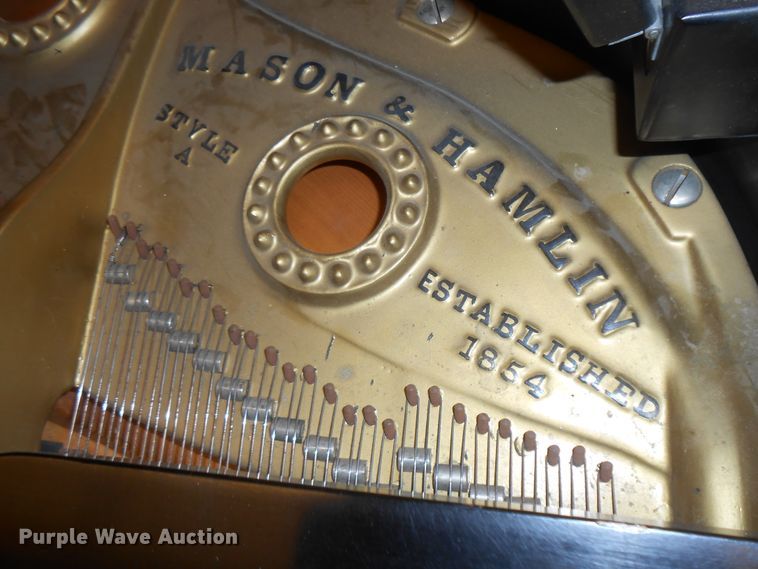 MASON & HAMLIN
STYLE
A
ESTABLISHED
1854
Purple Wave Auction